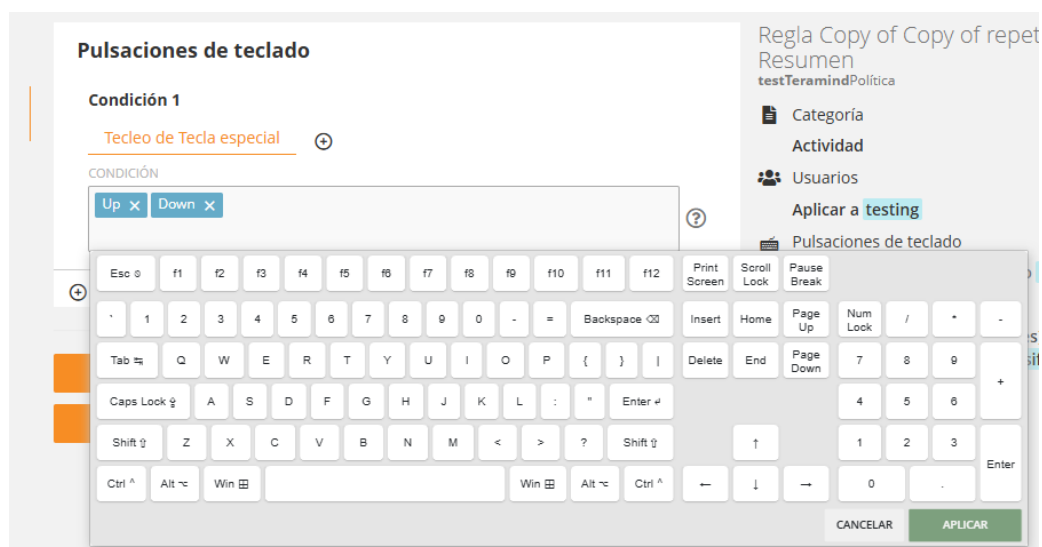 Pulsaciones de teclado
Condición 1
Tecleo de Tecla especial
CONDICIÓN
Up × Down ×
Regla Copy of Copy of repet
Resumen
testTeramindPolítica
Categoría
Actividad
Usuarios
Aplicar a testing
Pulsaciones de teclado
Esc f1 f2 f3 f4 f5 f6 f7 f8 f9 f10 f11 f12 Print Screen Scroll Lock Pause Break
` 1 2 3 4 5 6 7 8 9 0 - = Backspace Insert Home Page Up Num Lock / * -
Tab Q W E R T Y U I O P { } | Delete End Page Down 7 8 9 +
Caps Lock A S D F G H J K L : " Enter 4 5 6
Shift Z X C V B N M < > ? Shift ↑ 1 2 3 Enter
Ctrl ^ Alt Win Win Alt Ctrl ^ ← ↓ → 0 .
CANCELAR APLICAR